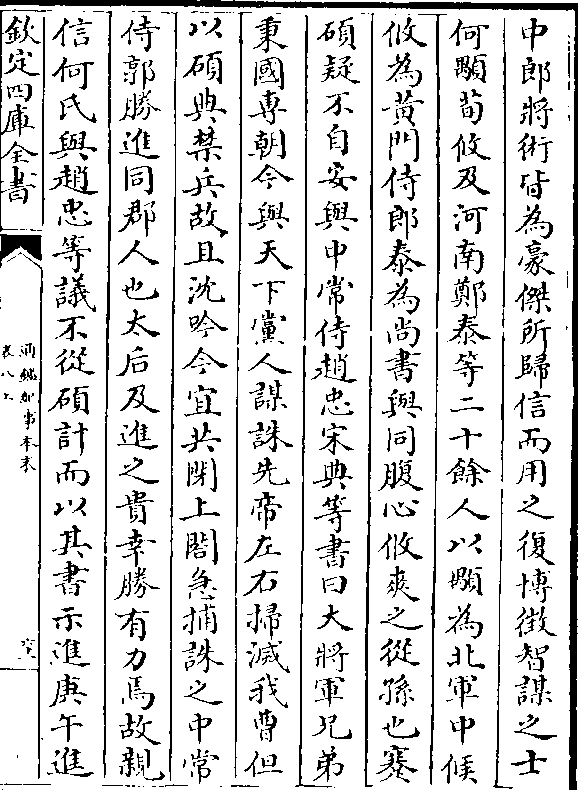 中郎將術皆為豪傑所歸信而用之復博徵智謀之士
何顒荀攸及河南鄭泰等二十餘人以顒為北軍中候
攸為黃門侍郎泰為尚書與同腹心攸爽之從孫也蹇
碩疑不自安與中常侍趙忠宋典等書曰大將軍兄弟
秉國專朝今與天下黨人謀誅先帝左右掃滅我曹但
以碩典禁兵故且沈吟今宜共閉上閤急捕誅之中常
侍郭勝進同郡人也太后及進之貴幸勝有力焉故親
信何氏與趙忠等議不從碩計而以其書示進庚午進
欽定四庫全書
通鑑紀事本末
卷八上